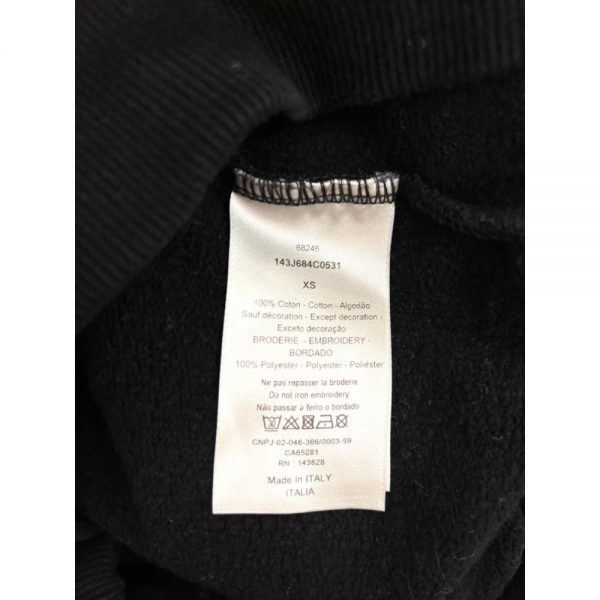 66246
143J684C0531
XS
100% Coton - Cotton - Algodão
Sauf décoration - Except decoration -
Exceto decoração
BRODERIE - EMBROIDERY -
BORDADO
100% Polyester - Polyester - Poliéster
Ne pas repasser la broderie
Do not iron embroidery
Não passar a ferro o bordado
CNPJ 02-046-366/0003-99
CA65281
RN : 143628
Made in ITALY
ITALIA